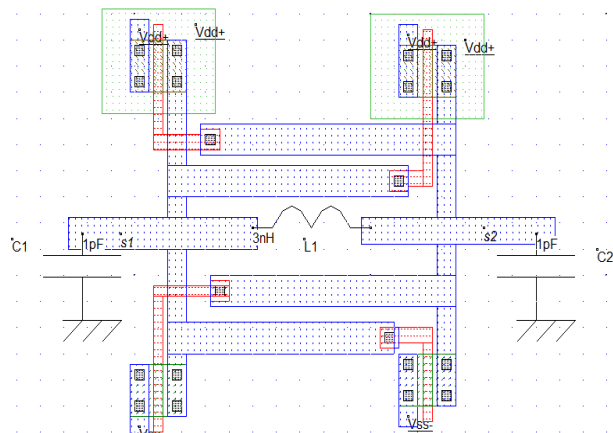 Vdd+ Vdd+ Vdd+ Vdd+
C1 1pF s1 3nH L1 s2 1pF C2
Vss-